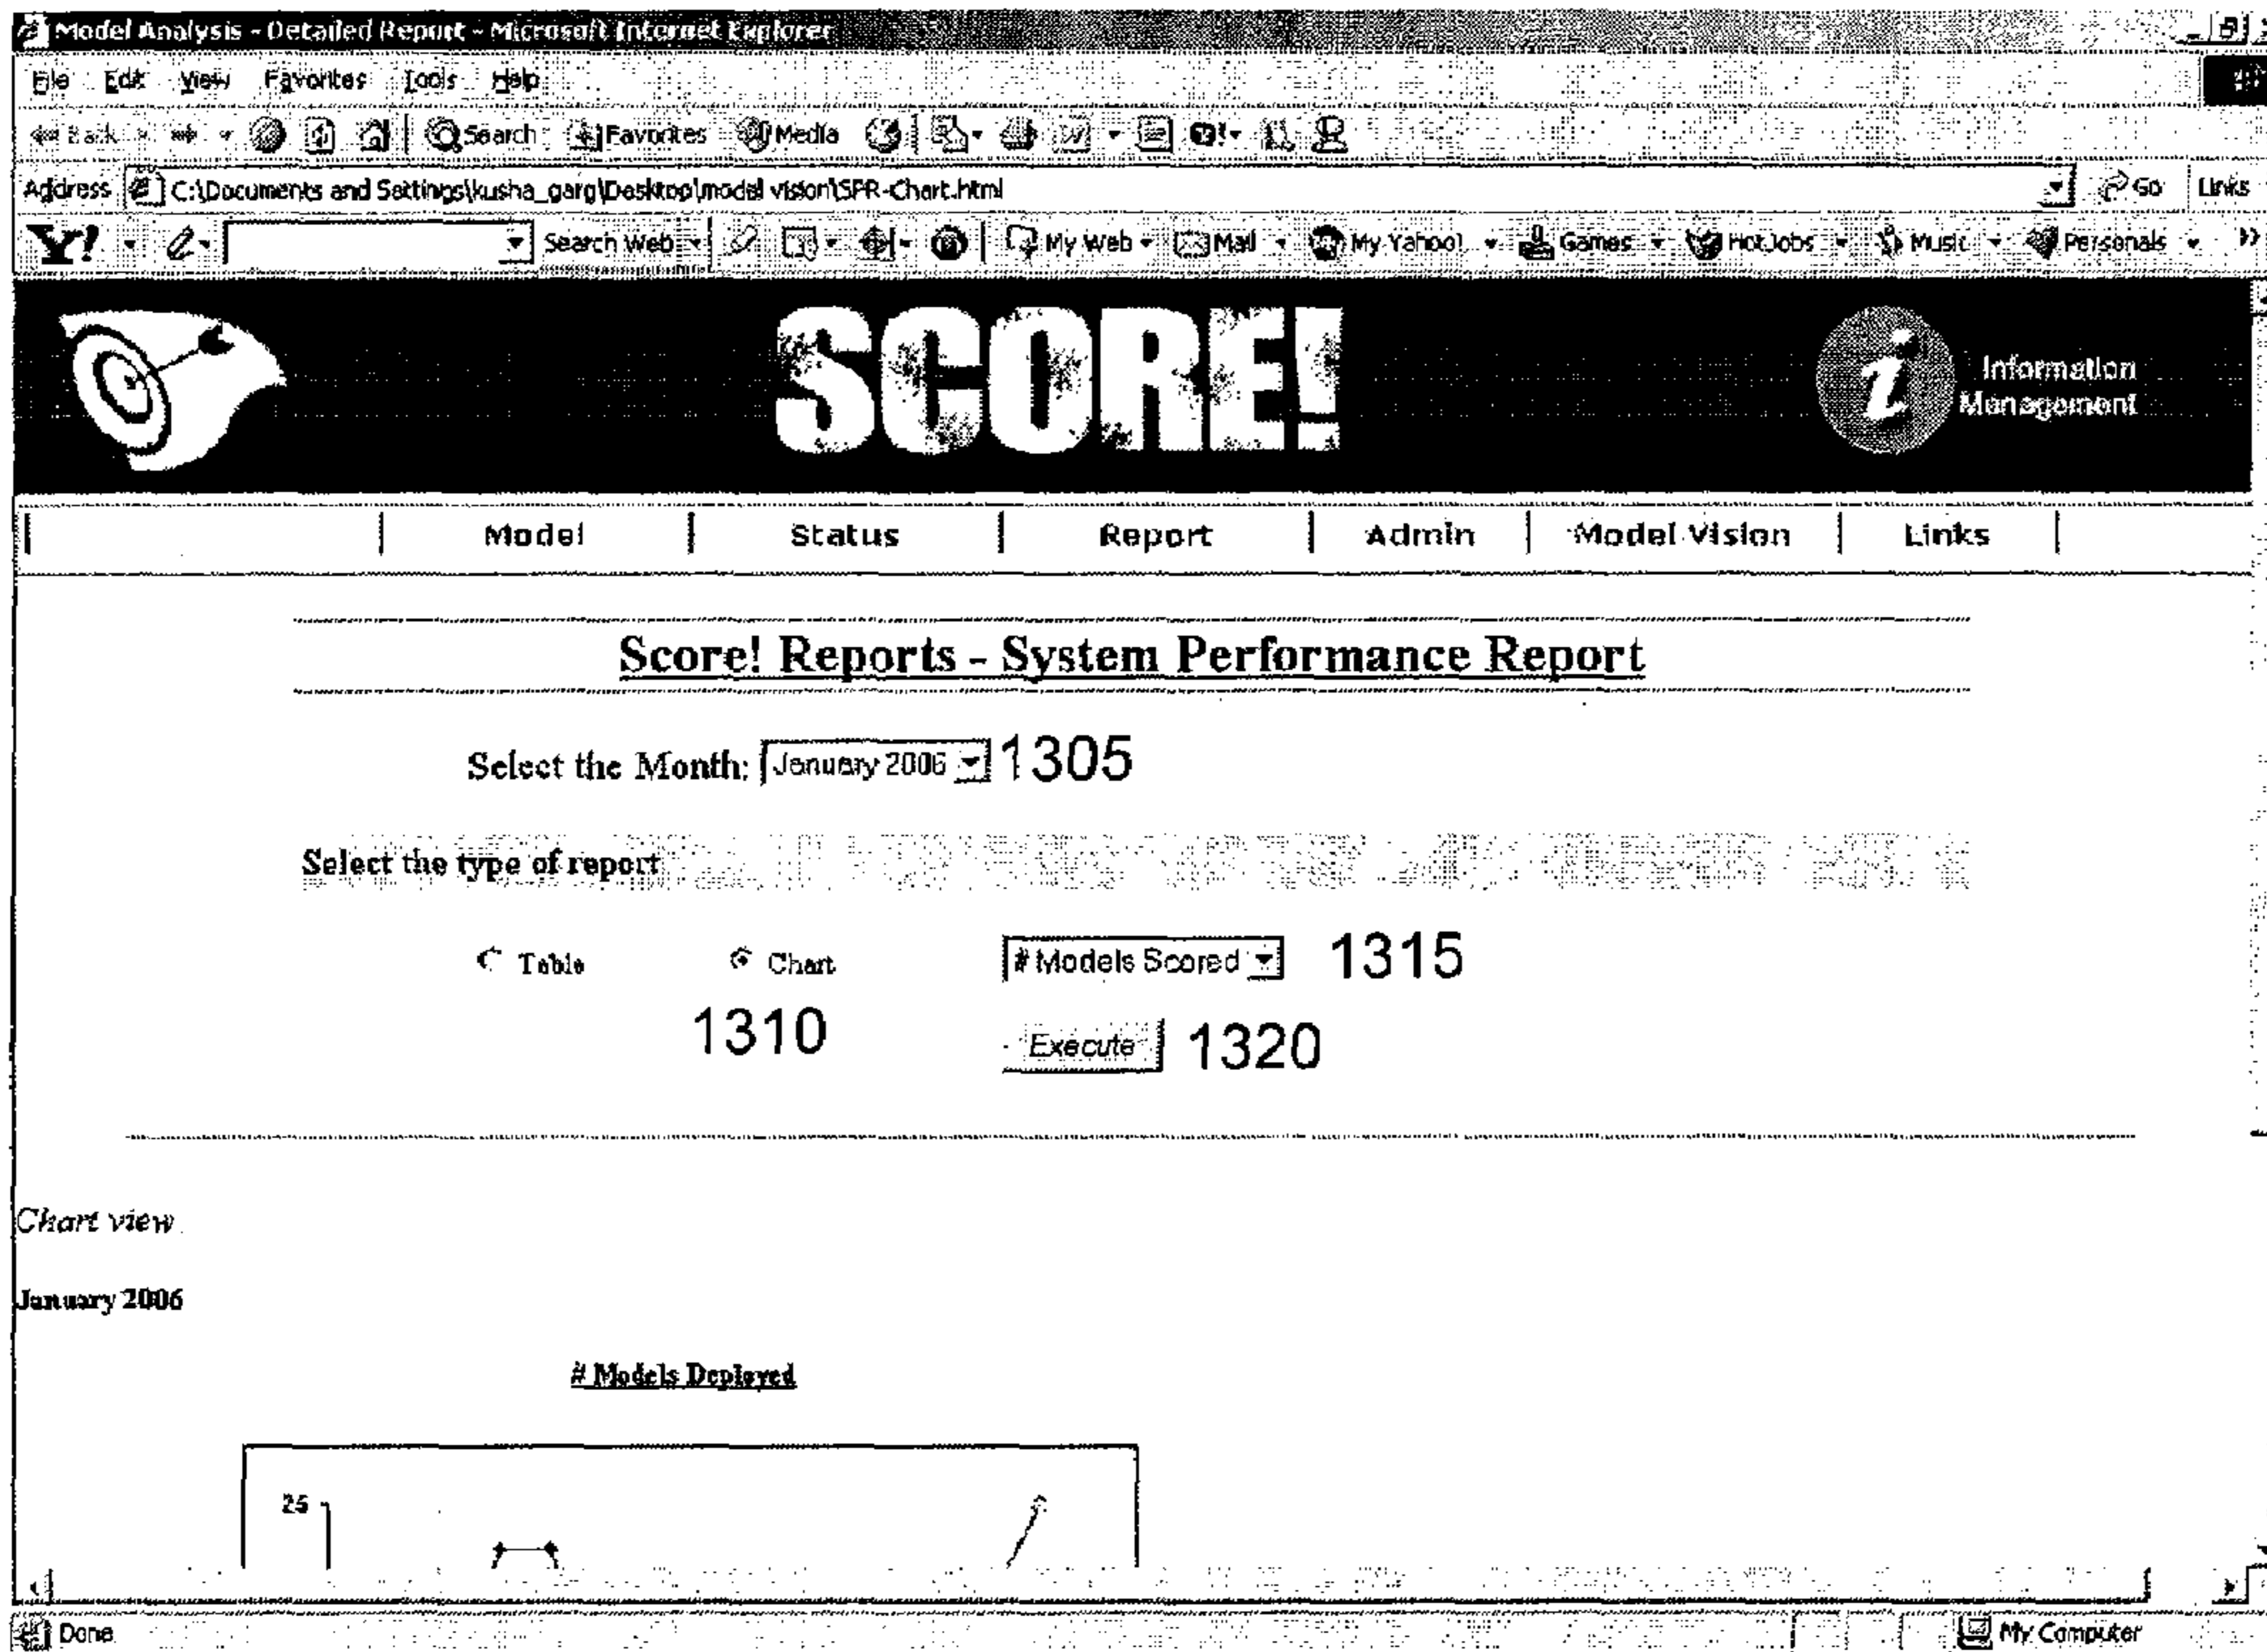 Model Analysis - Detailed Report - Microsoft Internet Explorer
File Edit View Favorites Tools Help
Back Search Favorites Media
Address C:\Documents and Settings\kusha_garg\Desktop\model vision\SPR-Chart.html Go Links
Y! Search Web My Web Mail My Yahoo! Games HotJobs Music Personals »
SCORE!
i Information
Management
Model Status Report Admin Model Vision Links
Score! Reports - System Performance Report
Select the Month: January 2006 1305
Select the type of report
Table Chart # Models Scored 1315
1310 Execute 1320
Chart view
January 2006
# Models Deployed
25
Done My Computer